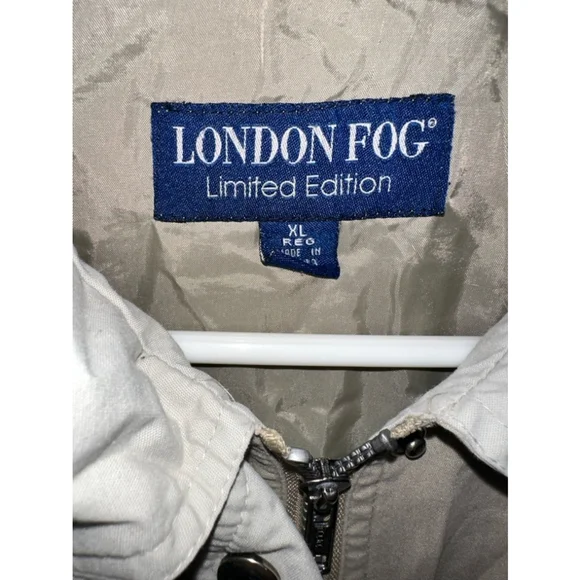 LONDON FOG®
Limited Edition
XL
REG
MADE IN